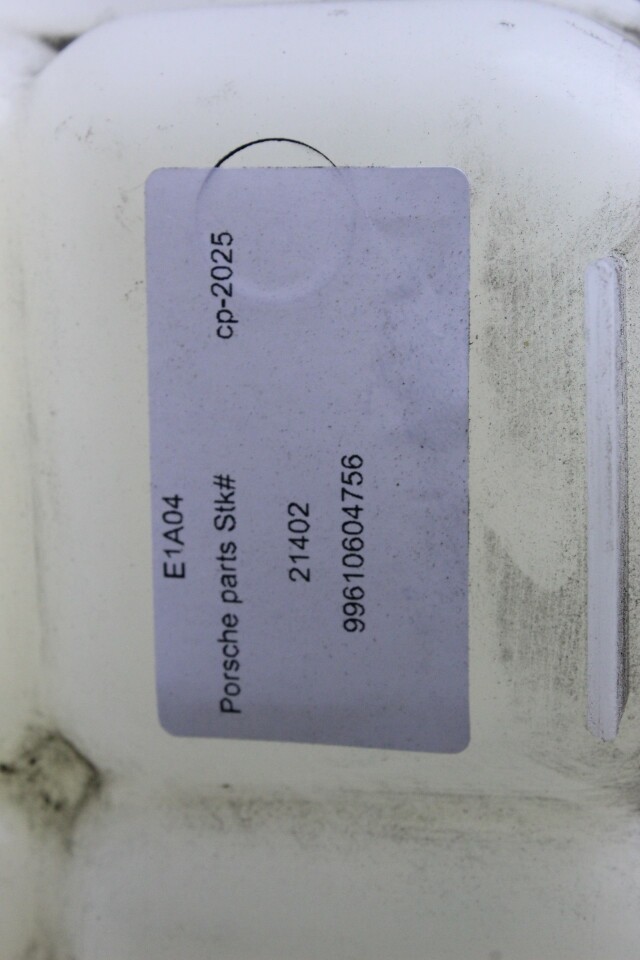 E1A04
Porsche parts Stk# cp-2025
21402
99610604756